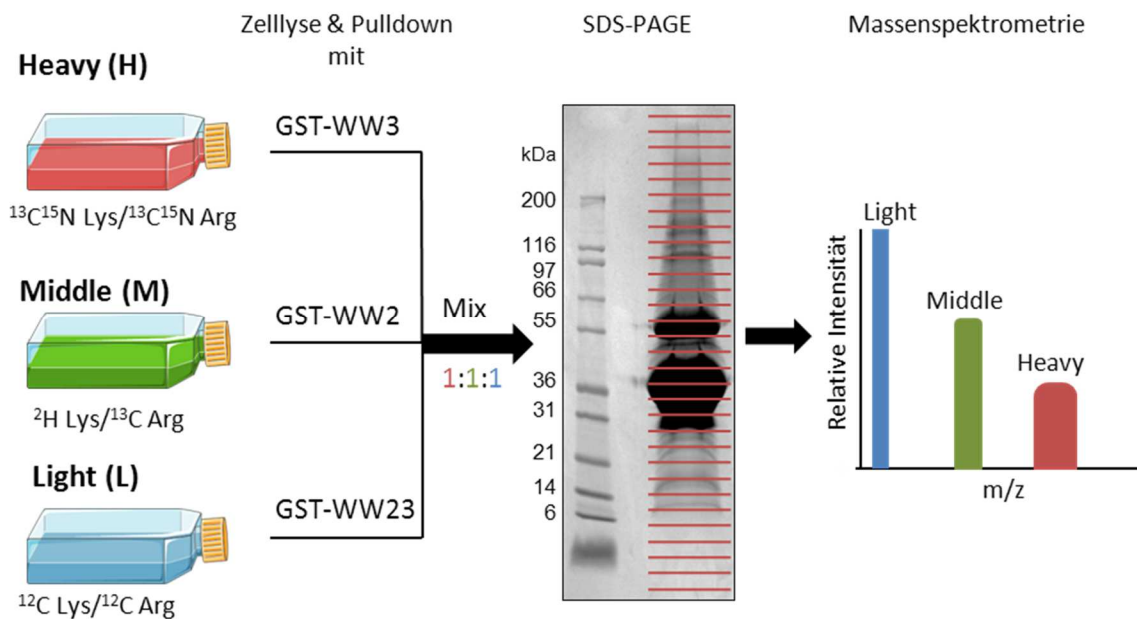 Zelllyse & Pulldown
mit
SDS-PAGE
Massenspektrometrie
Heavy (H)
GST-WW3
¹³C¹⁵N Lys/¹³C¹⁵N Arg
Middle (M)
GST-WW2
²H Lys/¹³C Arg
Light (L)
GST-WW23
¹²C Lys/¹²C Arg
Mix
1:1:1
kDa
200
116
97
66
55
36
31
21
14
6
Relative Intensität
Light
Middle
Heavy
m/z